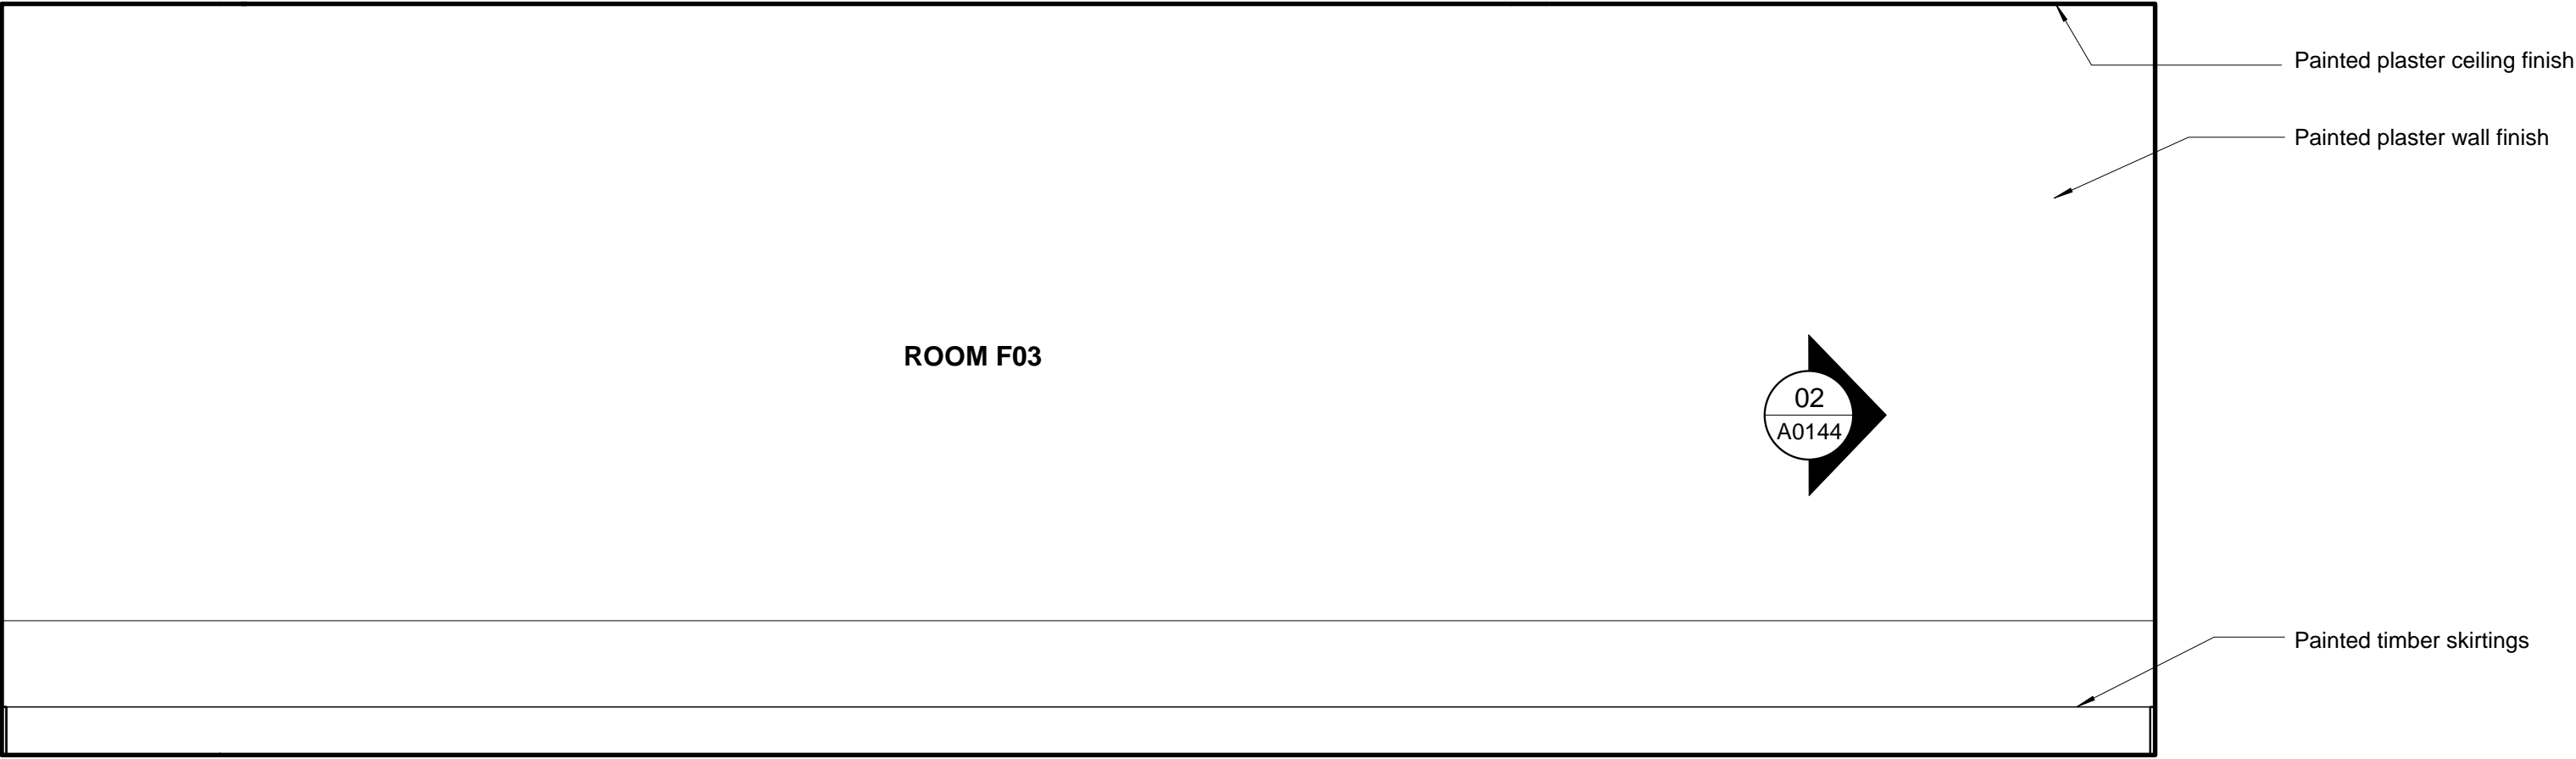 Painted plaster ceiling finish
Painted plaster wall finish
ROOM F03
02
A0144
Painted timber skirtings